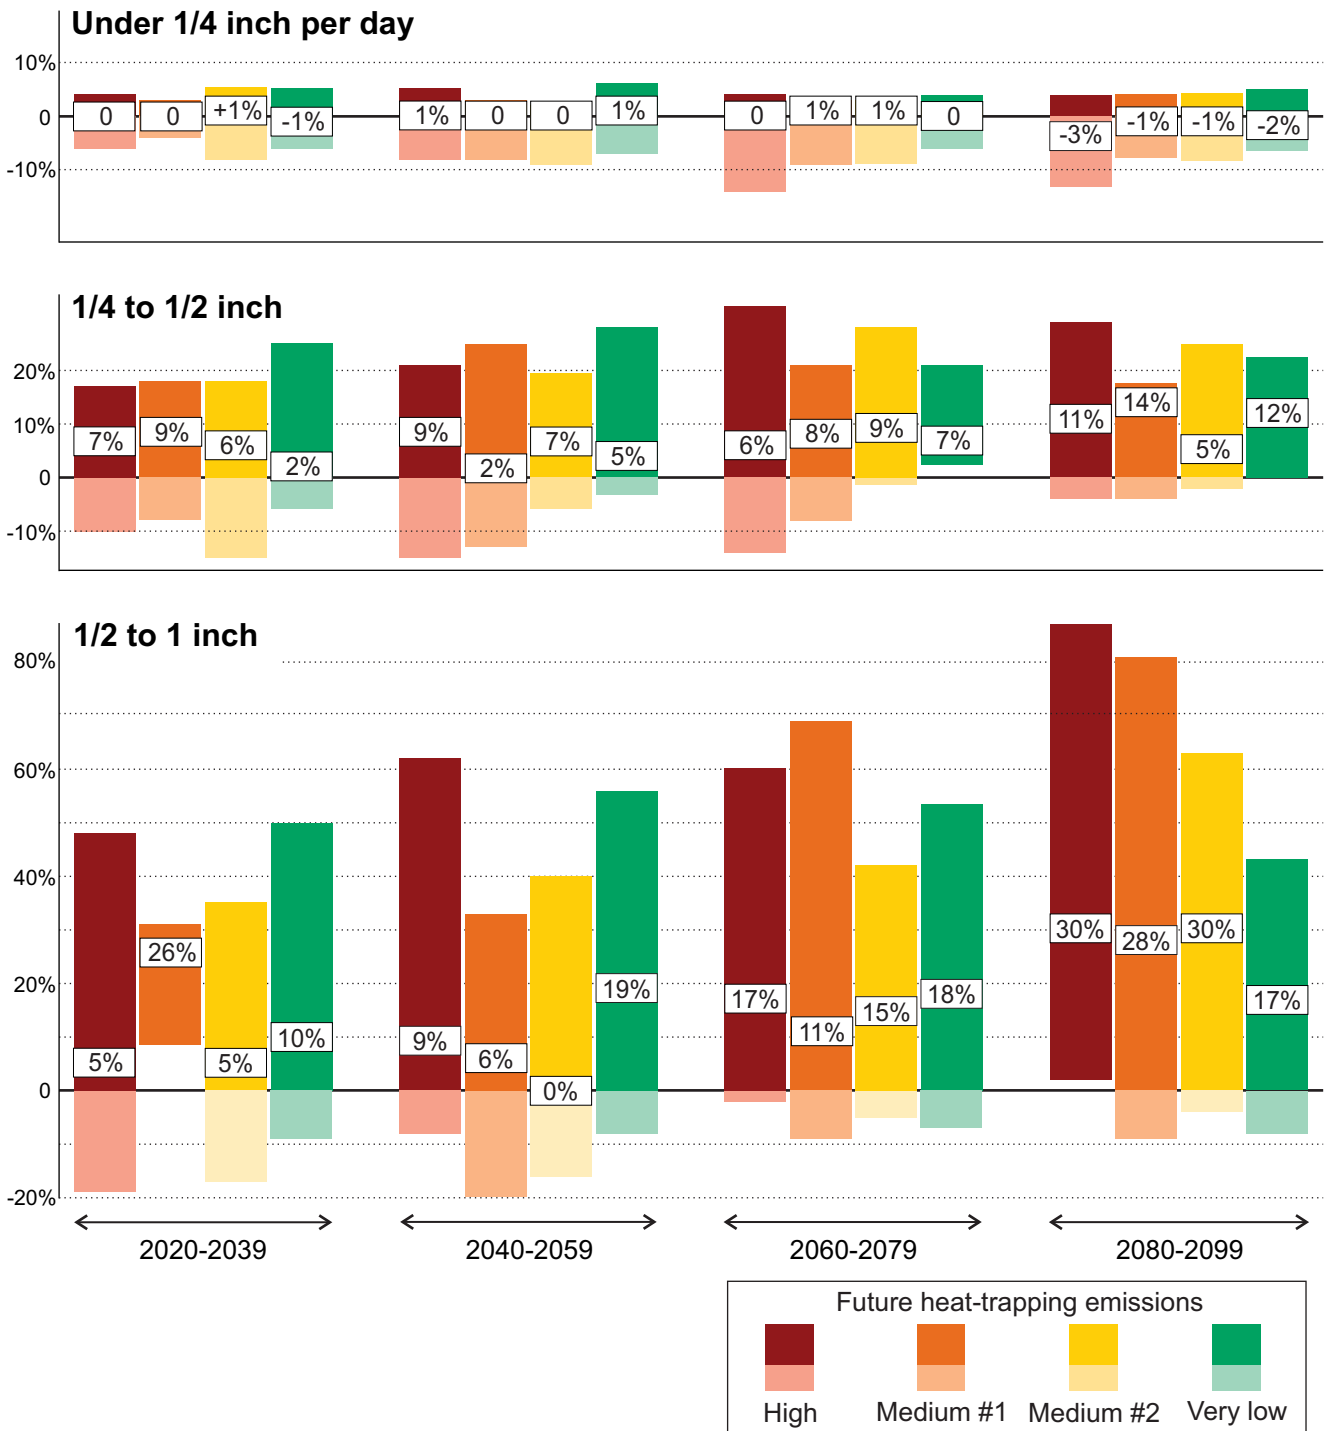 Under 1/4 inch per day
10%
0
-10%
0 0 +1% -1% 1% 0 0 1% 0 1% 1% 0 -3% -1% -1% -2%
1/4 to 1/2 inch
20%
10%
0
-10%
7% 9% 6% 2% 9% 2% 7% 5% 6% 8% 9% 7% 11% 14% 5% 12%
1/2 to 1 inch
80%
60%
40%
20%
0
-20%
5% 26% 5% 10% 9% 6% 0% 19% 17% 11% 15% 18% 30% 28% 30% 17%
2020-2039 2040-2059 2060-2079 2080-2099
Future heat-trapping emissions
High Medium #1 Medium #2 Very low